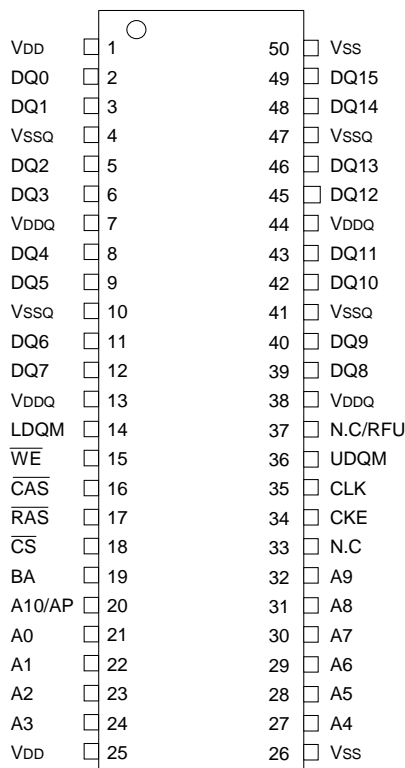 VDD 1 50 VSS
DQ0 2 49 DQ15
DQ1 3 48 DQ14
VSSQ 4 47 VSSQ
DQ2 5 46 DQ13
DQ3 6 45 DQ12
VDDQ 7 44 VDDQ
DQ4 8 43 DQ11
DQ5 9 42 DQ10
VSSQ 10 41 VSSQ
DQ6 11 40 DQ9
DQ7 12 39 DQ8
VDDQ 13 38 VDDQ
LDQM 14 37 N.C/RFU
W̅E̅ 15 36 UDQM
C̅A̅S̅ 16 35 CLK
R̅A̅S̅ 17 34 CKE
C̅S̅ 18 33 N.C
BA 19 32 A9
A10/AP 20 31 A8
A0 21 30 A7
A1 22 29 A6
A2 23 28 A5
A3 24 27 A4
VDD 25 26 VSS